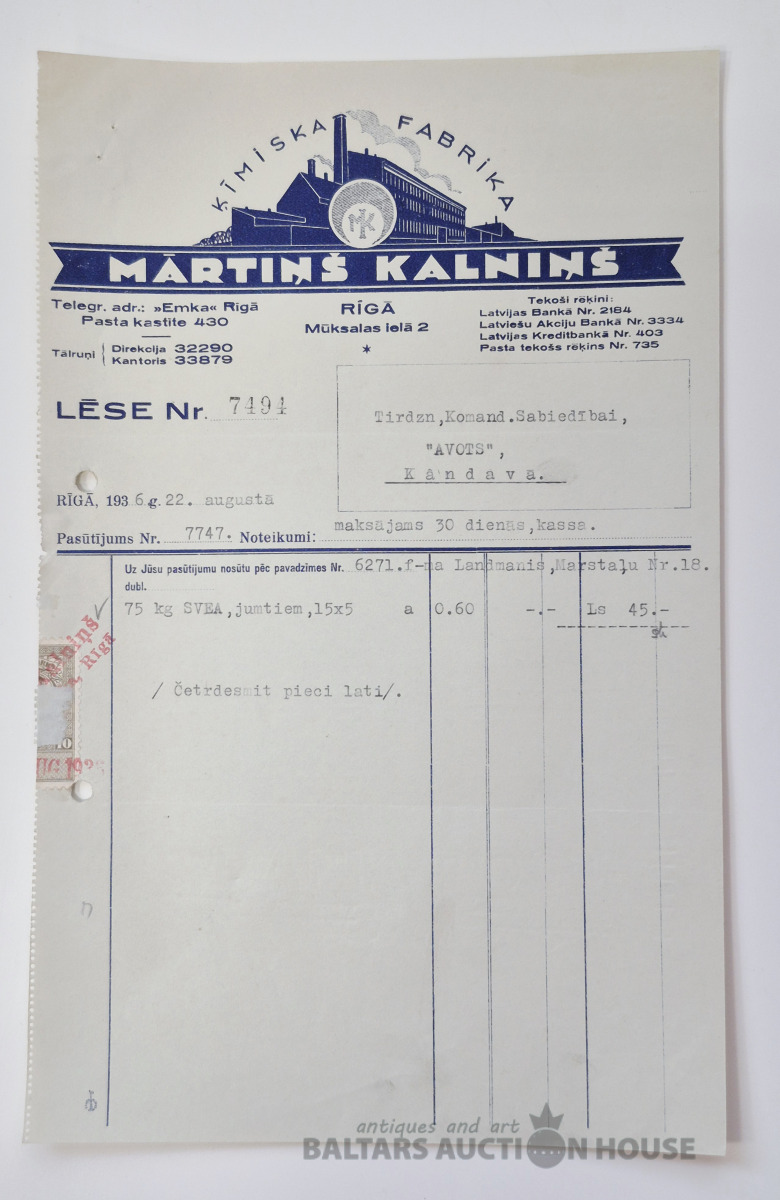 ĶĪMISKA FABRIKA
MK
MĀRTIŅŠ KALNIŅŠ
Telegr. adr.: »Emka« Rīgā
Pasta kastīte 430
Tālruņi
Direkcija 32290
Kantoris 33879
RĪGĀ
Mūksalas ielā 2
*
Tekoši rēķini:
Latvijas Bankā Nr. 2184
Latviešu Akciju Bankā Nr. 3334
Latvijas Kreditbankā Nr. 403
Pasta tekošs rēķins Nr. 735
LĒSE Nr. 7494
Tirdzn,Komand.Sabiedībai,
"AVOTS",
Kandavā.
RĪGĀ, 1936.g.22. augustā
Pasūtījums Nr. 7747. Noteikumi: maksājams 30 dienās,kassa.
Uz Jūsu pasūtījumu nosūtu pēc pavadzīmes Nr. 6271.f-ma Landmanis,Marstaļu Nr.18.
dubl.
75 kg SVEA,jumtiem,15x5 a 0.60 -.- Ls 45.-
/ Četrdesmit pieci lati/.
Rīgā
antiques and art
BALTARS AUCTION HOUSE